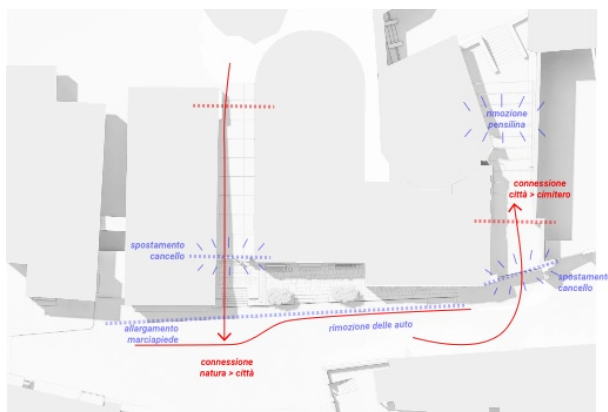 rimozione
pensilina
connessione
città > cimitero
spostamento
cancello
spostamento
cancello
allargamento
marciapiede
rimozione delle auto
connessione
natura > città